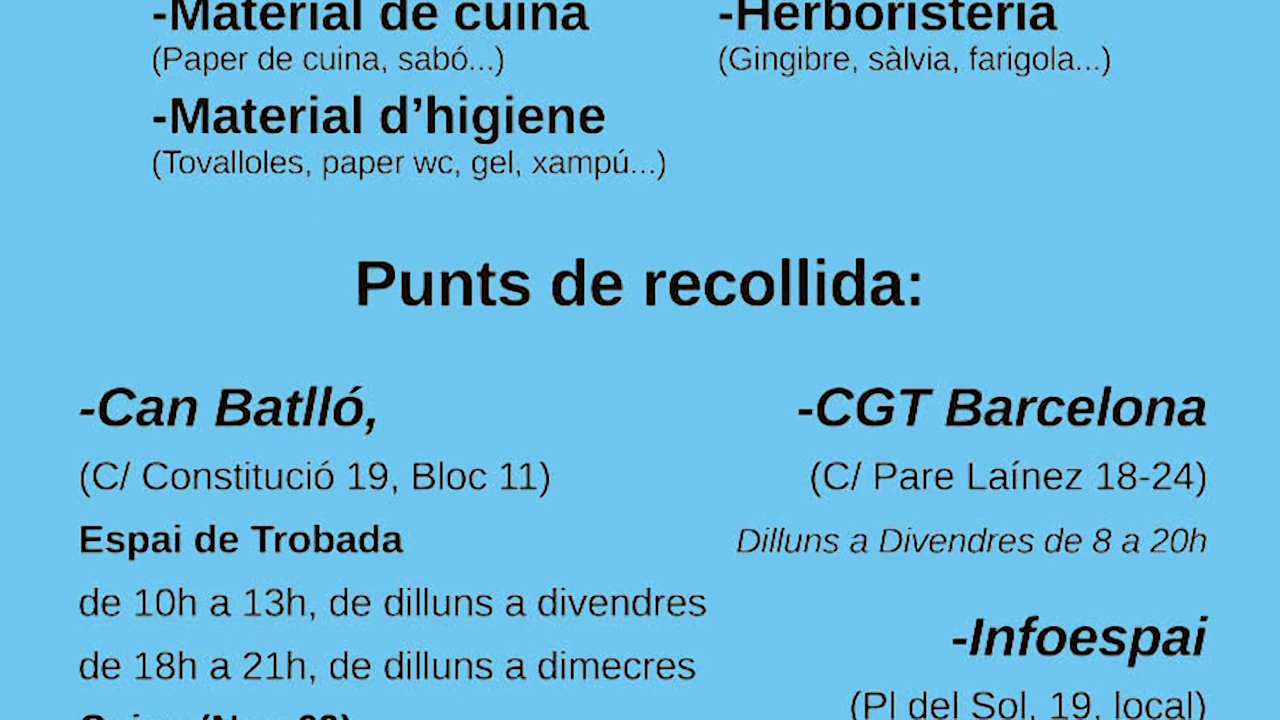 -Material de cuina
(Paper de cuina, sabó...)
-Material d’higiene
(Tovalloles, paper wc, gel, xampú...)
-Herboristeria
(Gingibre, sàlvia, farigola...)
Punts de recollida:
-Can Batlló,
(C/ Constitució 19, Bloc 11)
Espai de Trobada
de 10h a 13h, de dilluns a divendres
de 18h a 21h, de dilluns a dimecres
-CGT Barcelona
(C/ Pare Laínez 18-24)
Dilluns a Divendres de 8 a 20h
-Infoespai
(Pl del Sol, 19, local)